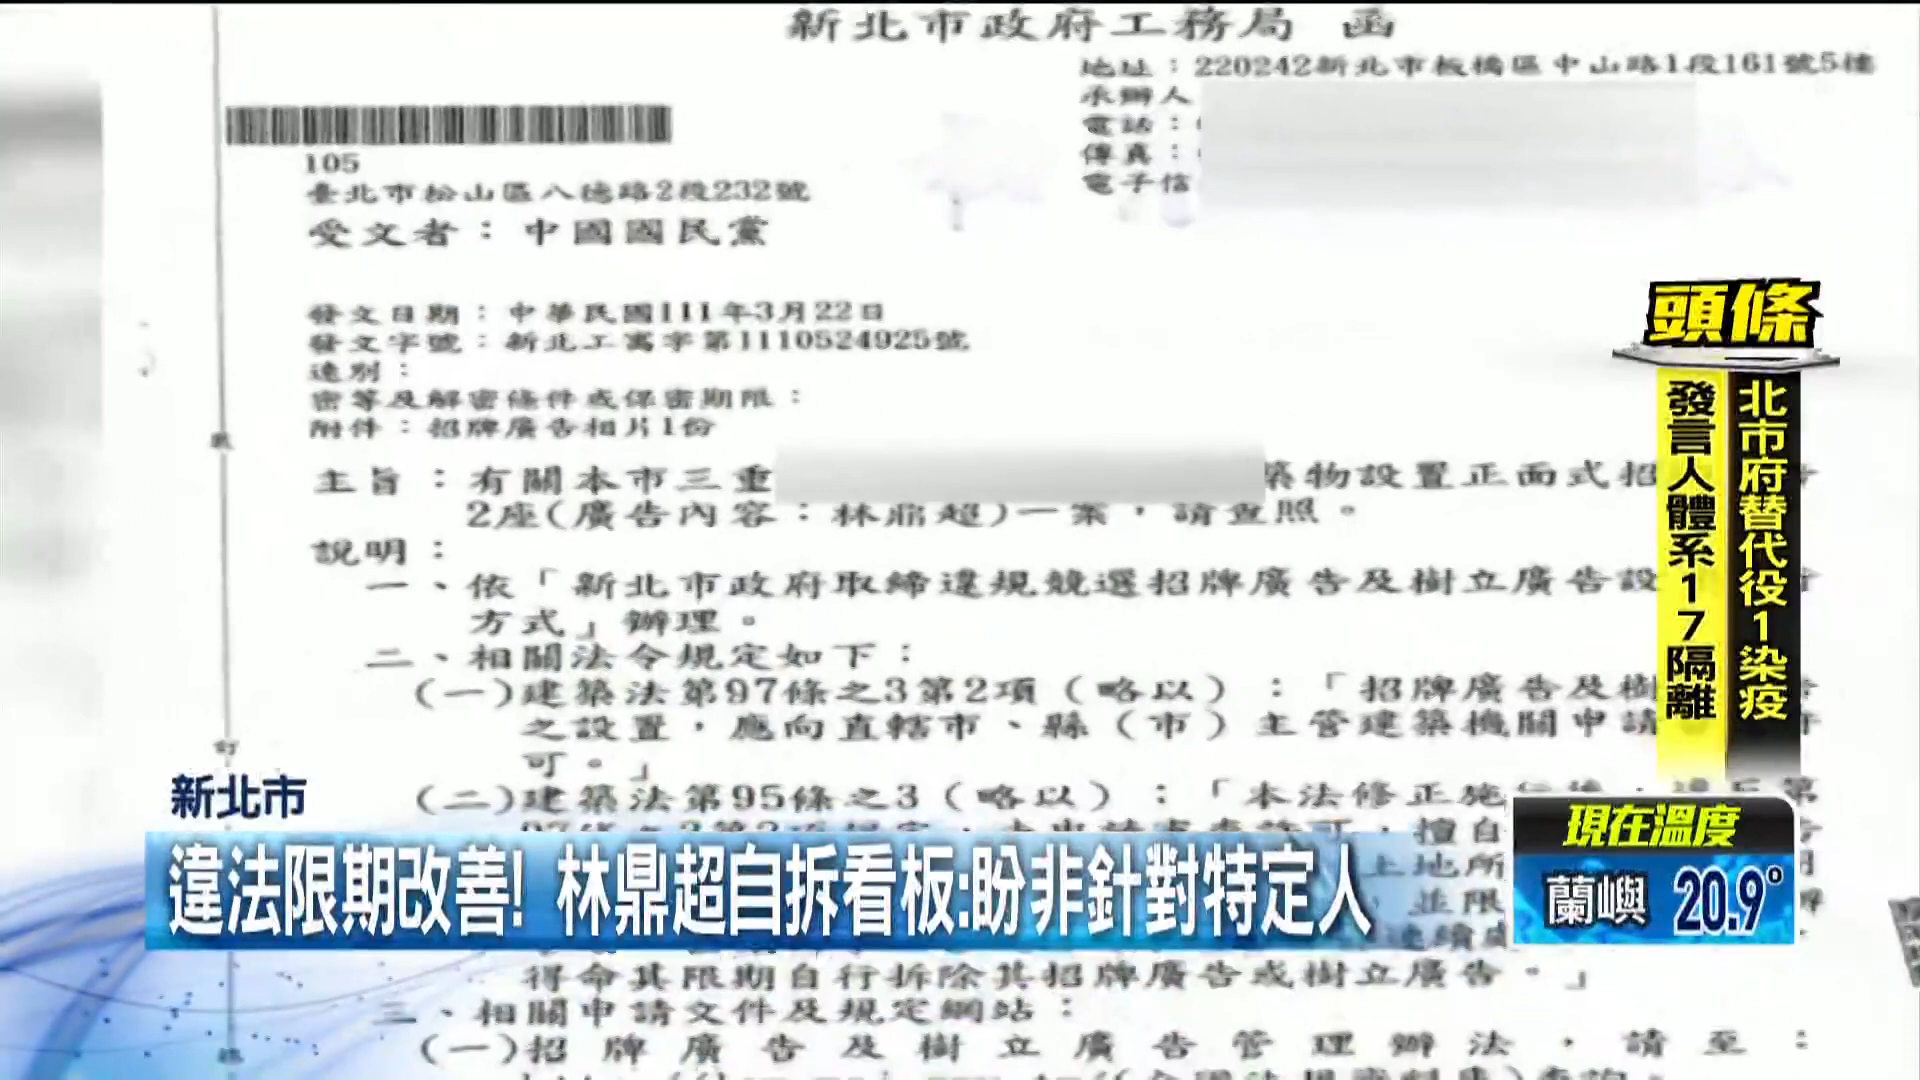 新北市政府工務局 函
地址：220242新北市板橋區中山路1段161號5樓
承辦人
電話：
傳真：
電子信
105
臺北市松山區八德路2段232號
受文者：中國國民黨
發文日期：中華民國111年3月22日
發文字號：新北工寓字第1110524925號
速別：
密等及解密條件或保密期限：
附件：招牌廣告相片1份
主旨：有關本市三重
築物設置正面式招
2座(廣告內容：林鼎超)一案，請查照。
說明：
一、依「新北市政府取締違規競選招牌廣告及樹立廣告設
方式」辦理。
二、相關法令規定如下：
(一)建築法第97條之3第2項（略以）：「招牌廣告及樹
之設置，應向直轄市、縣（市）主管建築機關申請
可。」
(二)建築法第95條之3（略以）：「本法修正施行後，違反第
擅自
土地所
並限
連續
得命其限期自行拆除其招牌廣告或樹立廣告。」
三、相關申請文件及規定網站：
(一)招牌廣告及樹立廣告管理辦法，請至：
訂
頭條
北市府替代役1染疫
發言人體系17隔離
新北市
違法限期改善! 林鼎超自拆看板:盼非針對特定人
現在溫度
蘭嶼 20.9°